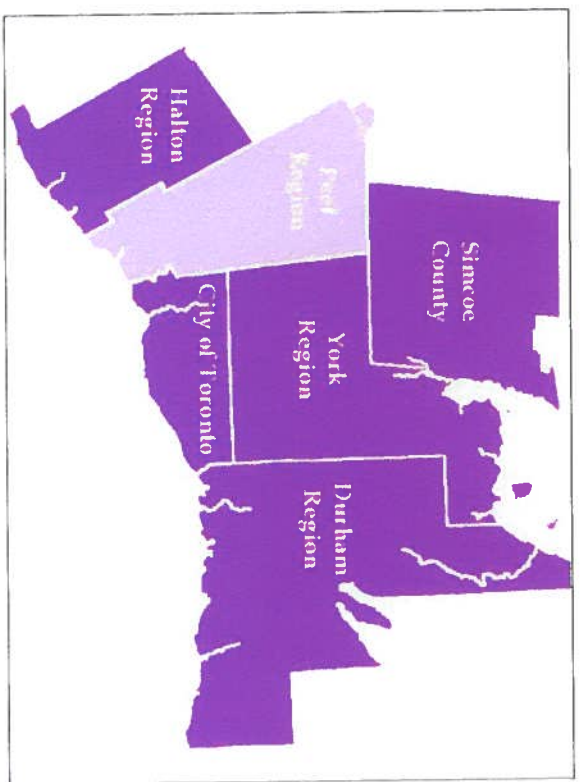 Simcoe
County
Peel
Region
Halton
Region
York
Region
City of Toronto
Durham
Region